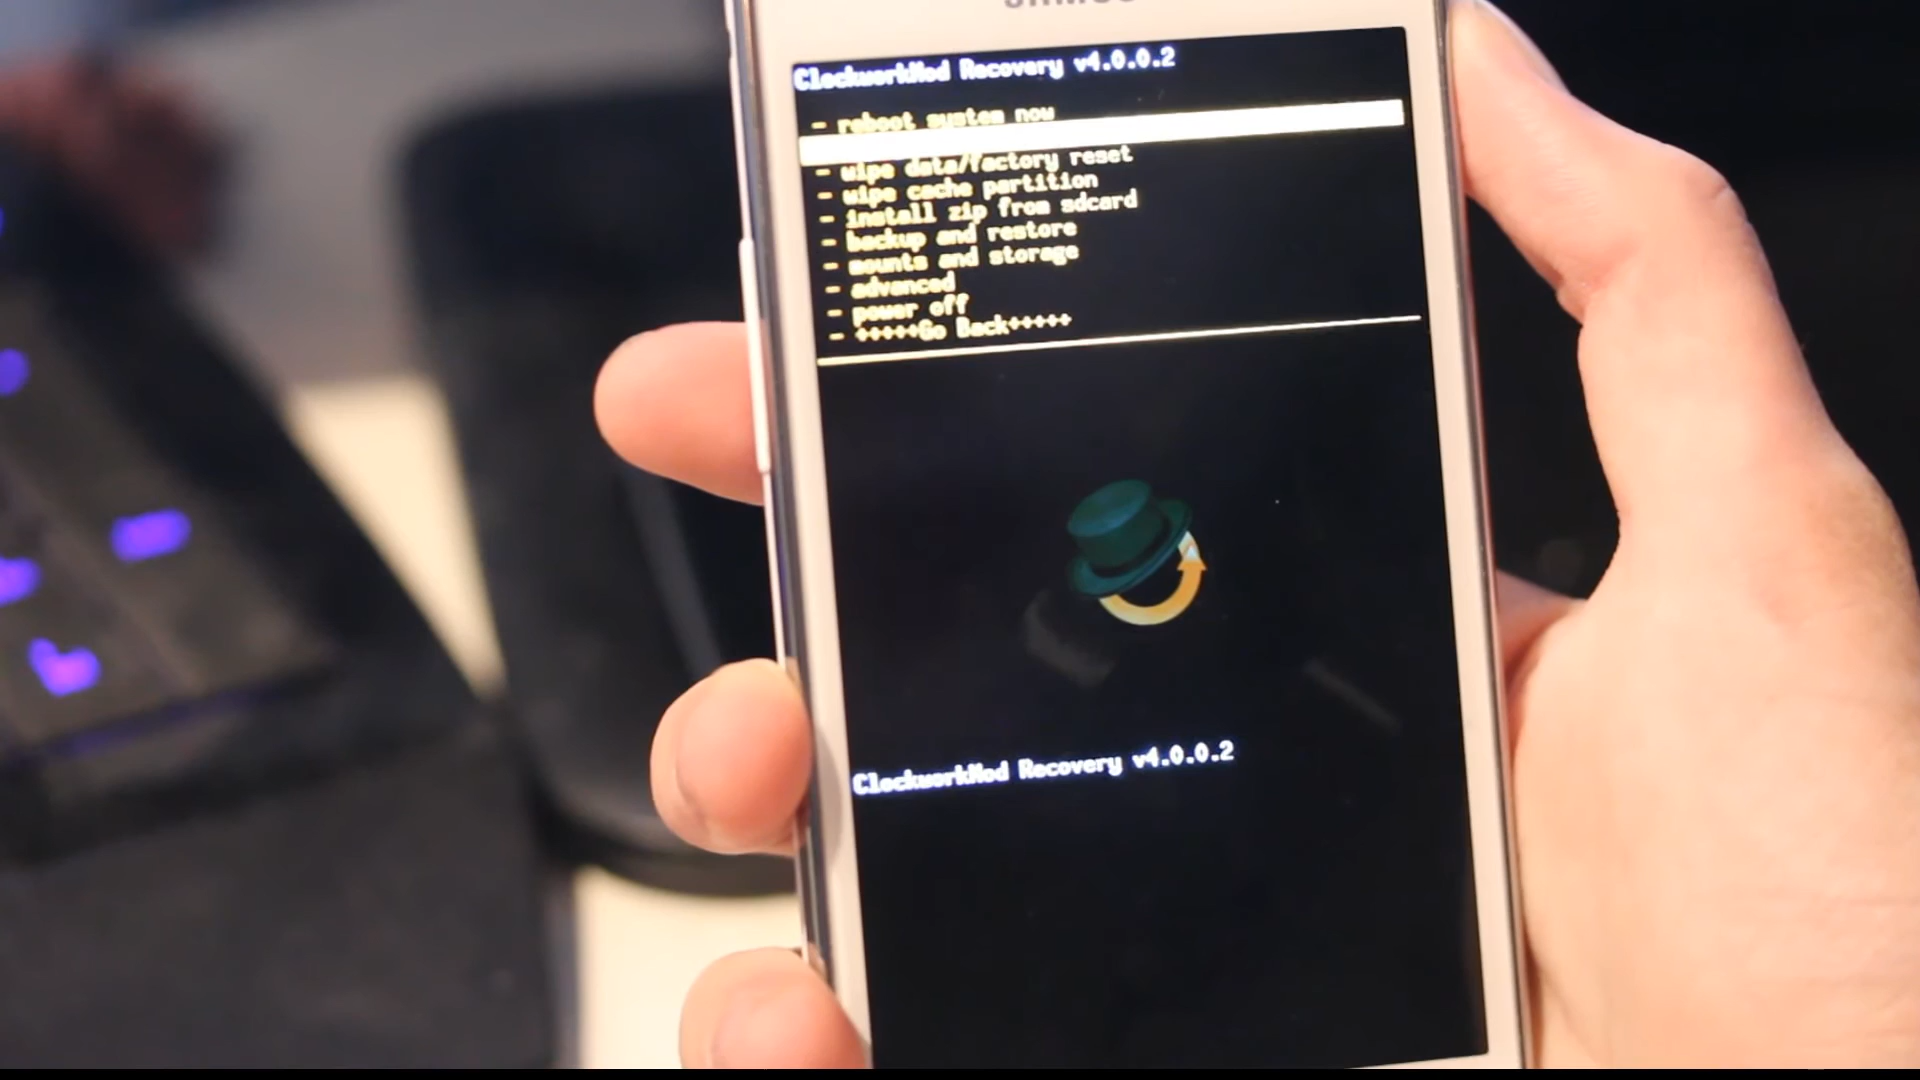 ClockworkMod Recovery v4.0.0.2
- reboot system now
- wipe data/factory reset
- wipe cache partition
- install zip from sdcard
- backup and restore
- mounts and storage
- advanced
- power off
- +++++Go Back+++++
ClockworkMod Recovery v4.0.0.2